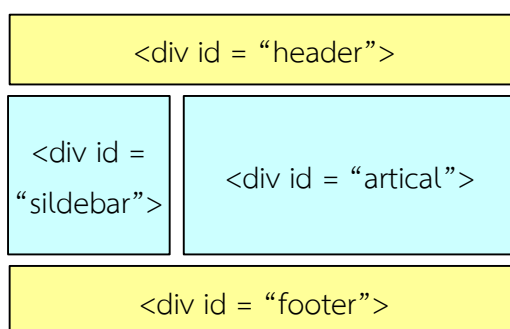 <div id = “header”>
<div id =
“sildebar”>
<div id = “artical”>
<div id = “footer”>